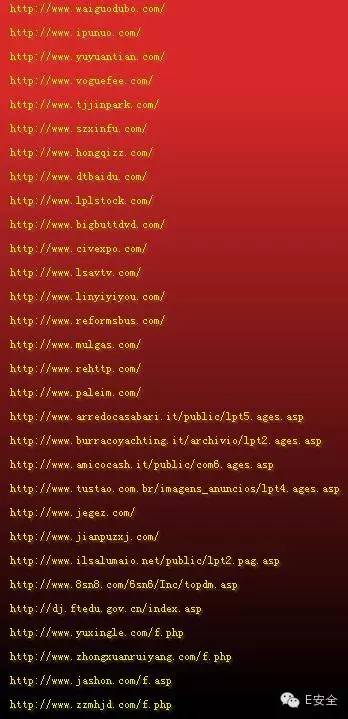 http://www.waiguodubo.com/
http://www.ipunuo.com/
http://www.yuyuantian.com/
http://www.voguefee.com/
http://www.tjjinpark.com/
http://www.szxinfu.com/
http://www.hongqizz.com/
http://www.dtbaidu.com/
http://www.lplstock.com/
http://www.bigbuttdvd.com/
http://www.civexpo.com/
http://www.lsavtv.com/
http://www.linyiyiyou.com/
http://www.reformsbus.com/
http://www.mulgas.com/
http://www.rehttp.com/
http://www.paleim.com/
http://www.arredocasabari.it/public/lpt5.ages.asp
http://www.burracoyachting.it/archivio/lpt2.ages.asp
http://www.amicocash.it/public/com6.ages.asp
http://www.tustao.com.br/imagens_anuncios/lpt4.ages.asp
http://www.jegez.com/
http://www.jianpuzxj.com/
http://www.ilsalumaio.net/public/lpt2.pag.asp
http://www.8sn8.com/6sn6/Inc/topdm.asp
http://dj.ftedu.gov.cn/index.asp
http://www.yuxingle.com/f.php
http://www.zhongxuanruiyang.com/f.php
http://www.jashon.com/f.asp
http://www.zzmhjd.com/f.php
E安全